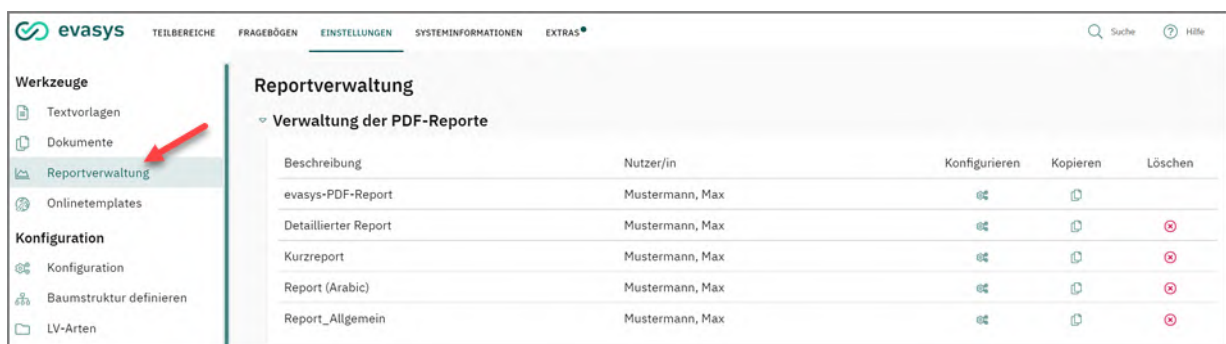 evasys TEILBEREICHE FRAGEBÖGEN EINSTELLUNGEN SYSTEMINFORMATIONEN EXTRAS Suche Hilfe
Werkzeuge
Textvorlagen
Dokumente
Reportverwaltung
Onlinetemplates
Konfiguration
Konfiguration
Baumstruktur definieren
LV-Arten
Reportverwaltung
Verwaltung der PDF-Reporte
Beschreibung Nutzer/in Konfigurieren Kopieren Löschen
evasys-PDF-Report Mustermann, Max
Detaillierter Report Mustermann, Max
Kurzreport Mustermann, Max
Report (Arabic) Mustermann, Max
Report_Allgemein Mustermann, Max